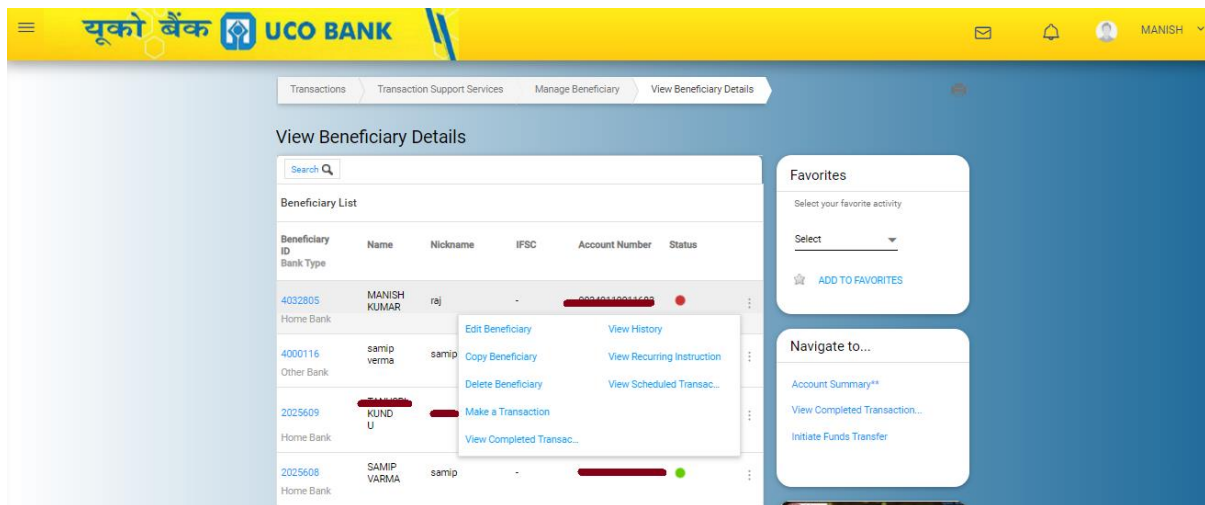 यूको बैंक UCO BANK
MANISH
Transactions Transaction Support Services Manage Beneficiary View Beneficiary Details
View Beneficiary Details
Search
Beneficiary List
Beneficiary ID Name Nickname IFSC Account Number Status
Bank Type
4032805 MANISH KUMAR raj -
Home Bank
4000116 samip verma samip
Other Bank
2025609 KUND U
Home Bank
2025608 SAMIP VARMA samip -
Home Bank
Edit Beneficiary View History
Copy Beneficiary View Recurring Instruction
Delete Beneficiary View Scheduled Transac...
Make a Transaction
View Completed Transac...
Favorites
Select your favorite activity
Select
ADD TO FAVORITES
Navigate to...
Account Summary**
View Completed Transaction...
Initiate Funds Transfer